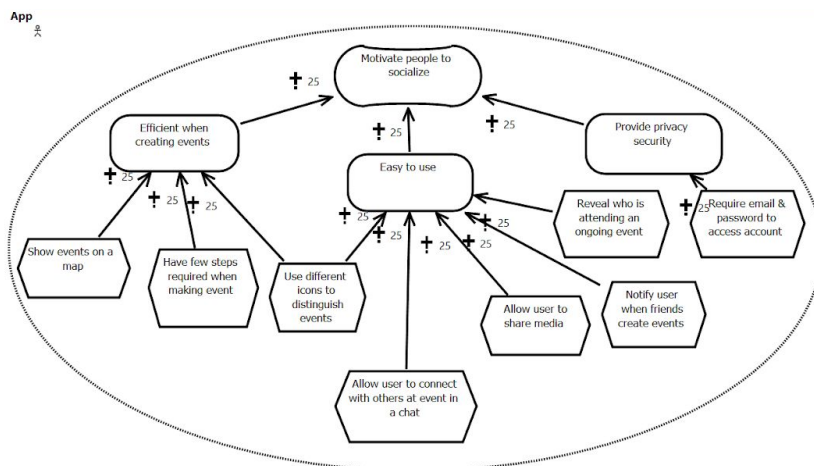 App
Motivate people to
socialize
25
Efficient when
creating events
25
25
Provide privacy
security
Easy to use
25
25
25
25
25
25
25
25
25
25
Reveal who is
attending an
ongoing event
Require email &
password to
access account
Show events on a
map
Have few steps
required when
making event
Use different
icons to
distinguish
events
Allow user to
share media
Notify user
when friends
create events
Allow user to connect
with others at event in
a chat